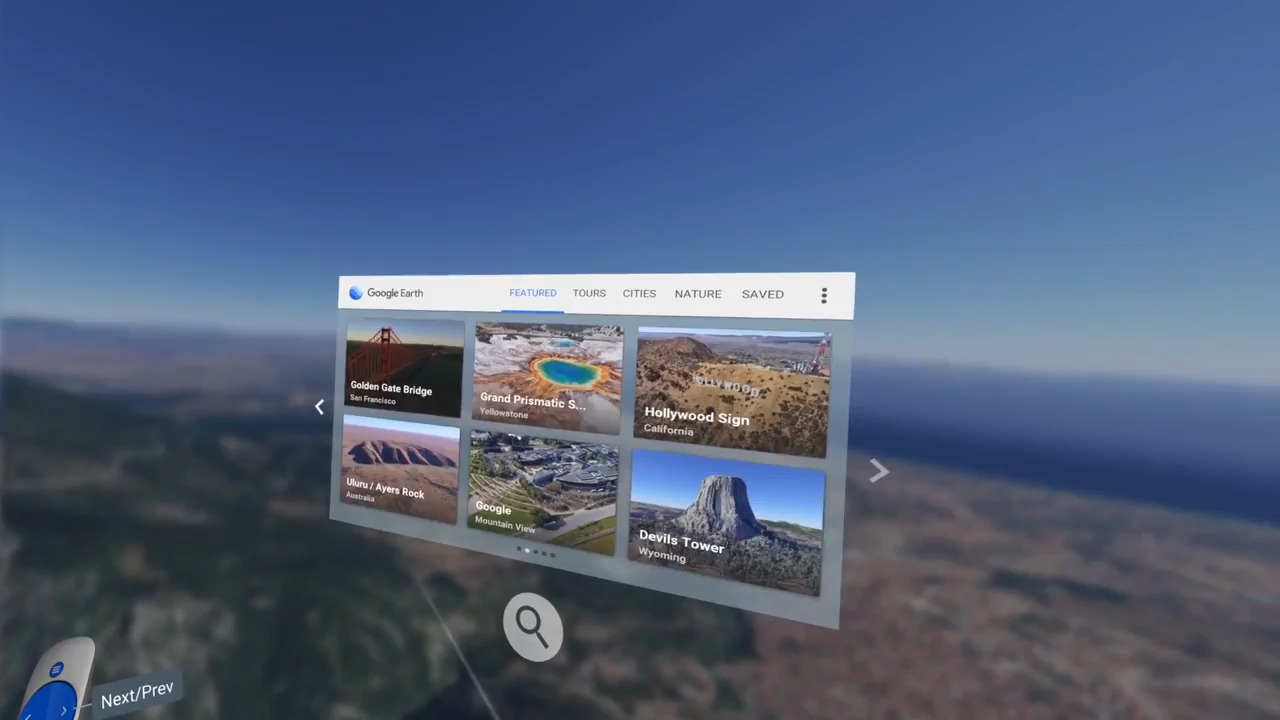 Google Earth
FEATURED
TOURS
CITIES
NATURE
SAVED
Golden Gate Bridge
San Francisco
Grand Prismatic S...
Yellowstone
HOLLYWOOD
Hollywood Sign
California
Uluru / Ayers Rock
Australia
Google
Mountain View
Devils Tower
Wyoming
Next/Prev